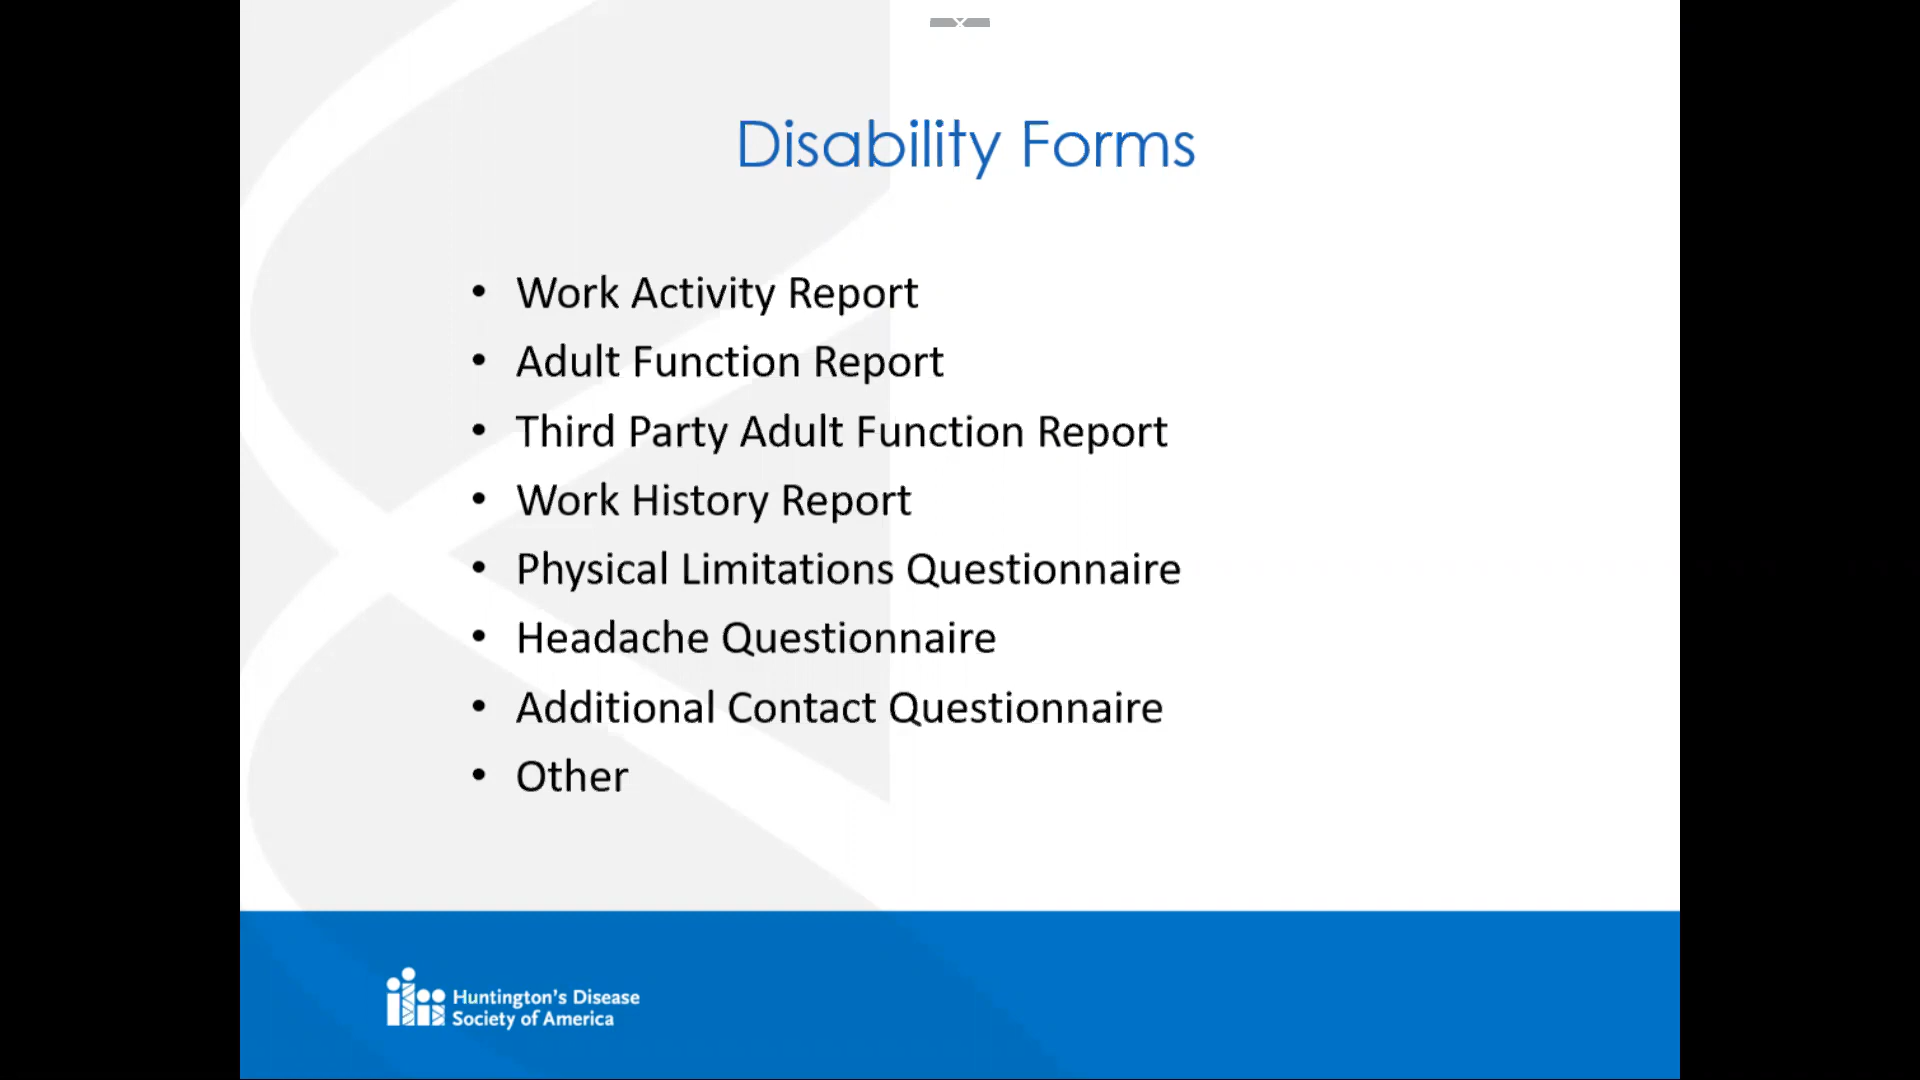 Disability Forms
• Work Activity Report
• Adult Function Report
• Third Party Adult Function Report
• Work History Report
• Physical Limitations Questionnaire
• Headache Questionnaire
• Additional Contact Questionnaire
• Other
Huntington's Disease
Society of America